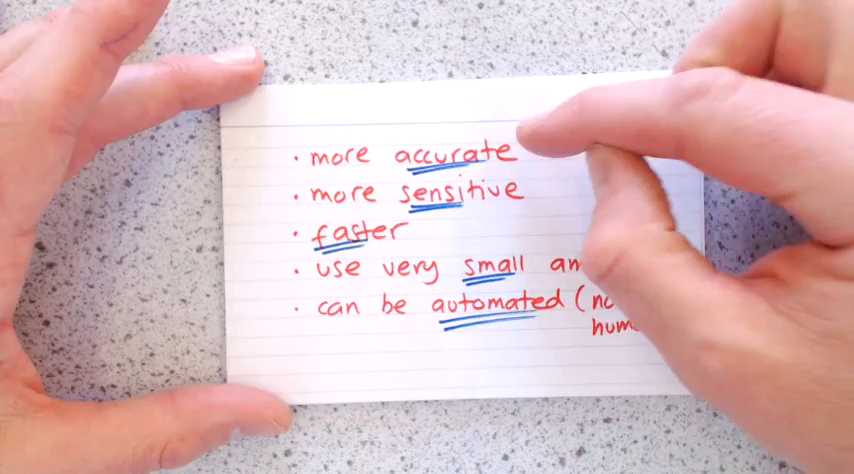 · more accurate
· more sensitive
· faster
· use very small
· can be automated (